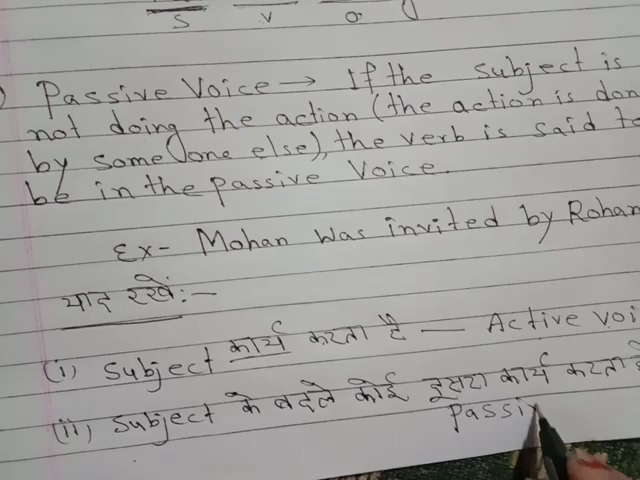 S V O
Passive Voice → If the subject is
not doing the action (the action is don
by some one else), the verb is said to
be in the passive Voice.
Ex- Mohan was invited by Rohan
याद रखें:-
(i) Subject कार्य करता है — Active voi
(ii) Subject के बदले कोई दूसरा कार्य करता है
Passi